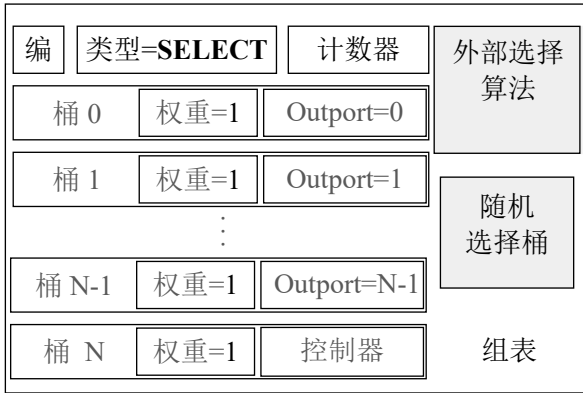 编 类型=SELECT 计数器
外部选择
算法
桶 0 权重=1 Outport=0
桶 1 权重=1 Outport=1
随机
选择桶
⋮
桶 N-1 权重=1 Outport=N-1
桶 N 权重=1 控制器
组表